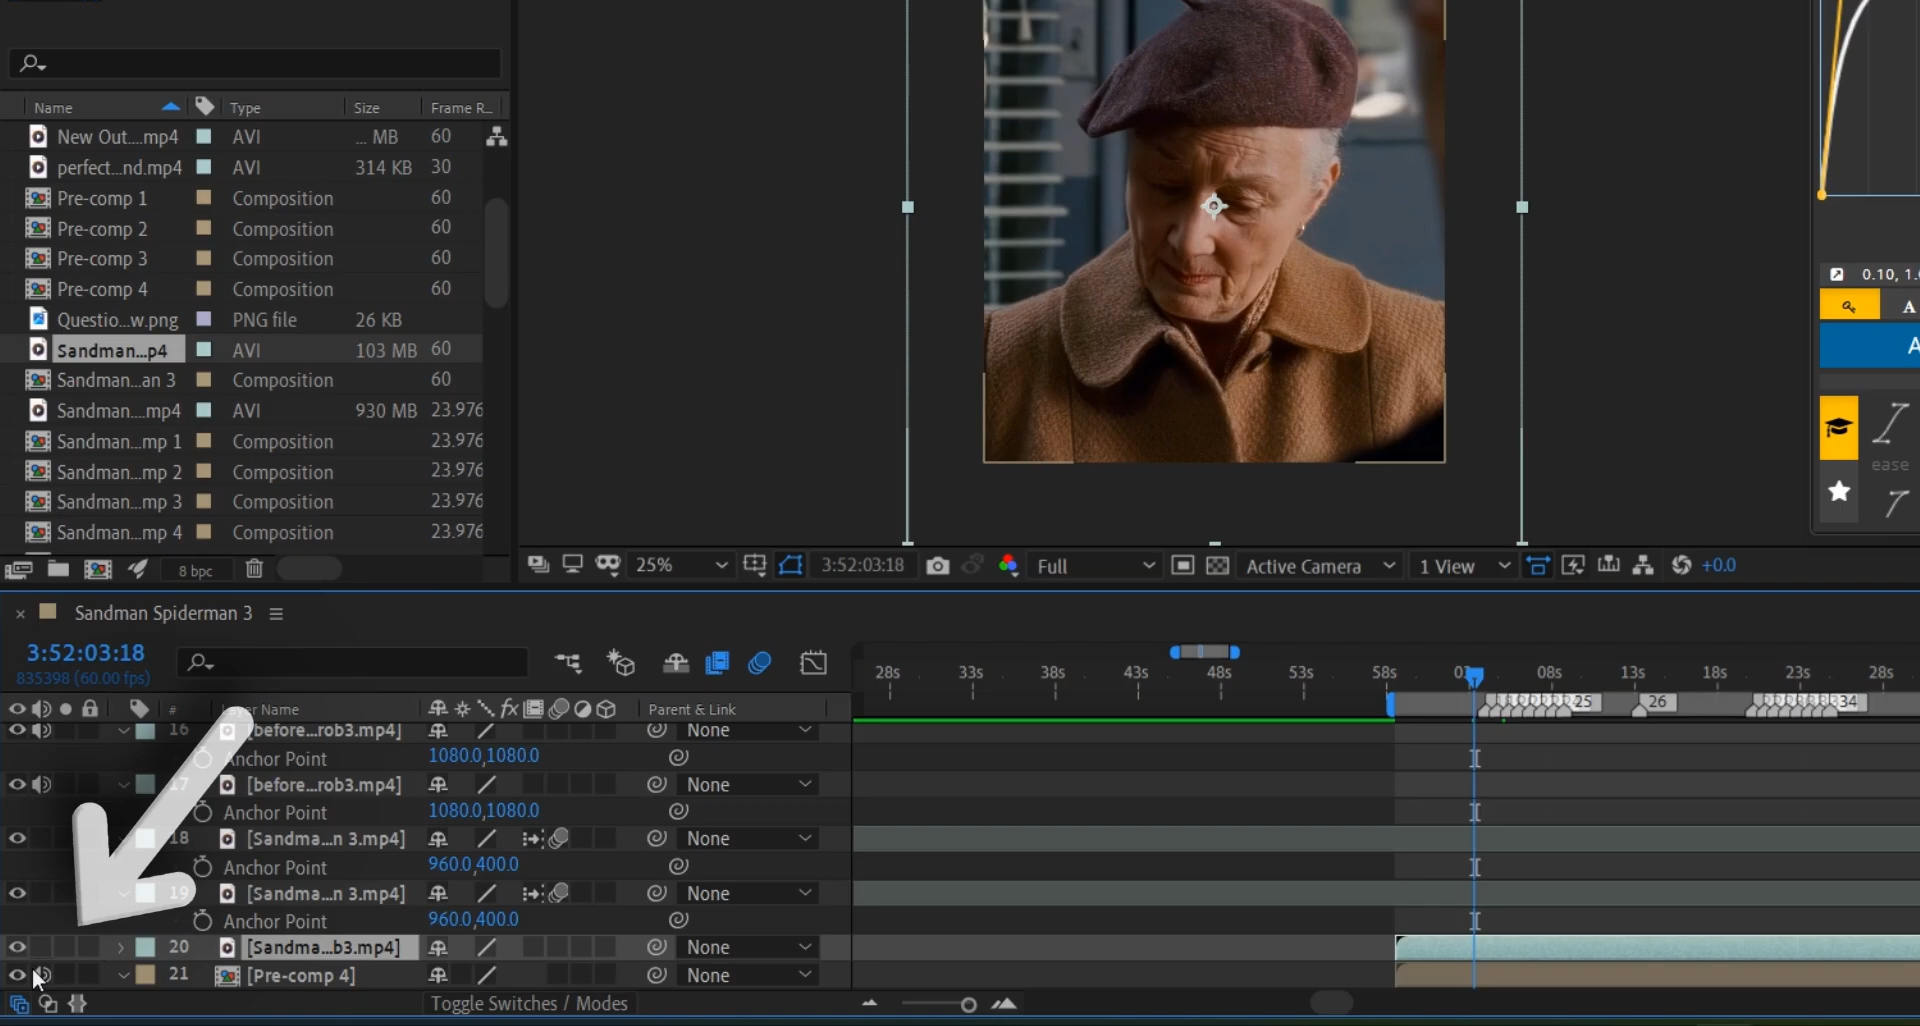 Name Type Size Frame R...
New Out....mp4 AVI ... MB 60
perfect...nd.mp4 AVI 314 KB 30
Pre-comp 1 Composition 60
Pre-comp 2 Composition 60
Pre-comp 3 Composition 60
Pre-comp 4 Composition 60
Questio...w.png PNG file 26 KB
Sandman...p4 AVI 103 MB 60
Sandman...an 3 Composition 60
Sandman....mp4 AVI 930 MB 23.976
Sandman...mp 1 Composition 23.976
Sandman...mp 2 Composition 23.976
Sandman...mp 3 Composition 23.976
Sandman...mp 4 Composition 23.976
8 bpc
0.10, 1.
A
A
ease
25% 3:52:03:18 Full Active Camera 1 View +0.0
× Sandman Spiderman 3
3:52:03:18
835398 (60.00 fps)
28s 33s 38s 43s 48s 53s 58s 08s 13s 18s 23s 28s
25 26 34
# Layer Name fx Parent & Link
16 [before...rob3.mp4] None
Anchor Point 1080.0,1080.0
17 [before...rob3.mp4] None
Anchor Point 1080.0,1080.0
18 [Sandma...n 3.mp4] None
Anchor Point 960.0,400.0
19 [Sandma...n 3.mp4] None
Anchor Point 960.0,400.0
20 [Sandma...b3.mp4] None
21 [Pre-comp 4] None
Toggle Switches / Modes